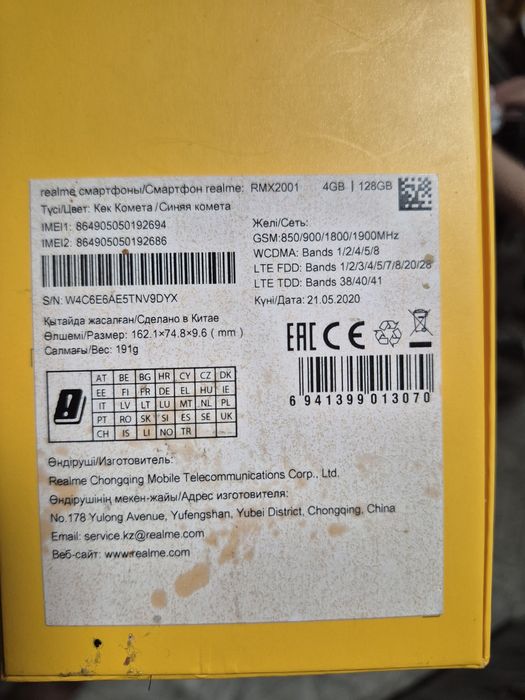 realme смартфоны/Смартфон realme: RMX2001 4GB | 128GB
Түсі/Цвет: Көк Комета /Синяя комета
IMEI1: 864905050192694
IMEI2: 864905050192686
S/N: W4C6E6AE5TNV9DYX
Қытайда жасалған/Сделано в Китае
Өлшемі/Размер: 162.1×74.8×9.6 ( mm )
Салмағы/Вес: 191g
Желі/Сеть:
GSM:850/900/1800/1900MHz
WCDMA: Bands 1/2/4/5/8
LTE FDD: Bands 1/2/3/4/5/7/8/20/28
LTE TDD: Bands 38/40/41
Күні/Дата: 21.05.2020
EAC CE
6 941399 013070
AT BE BG HR CY CZ DK
EE FI FR DE EL HU IE
IT LV LT LU MT NL PL
PT RO SK SI ES SE UK
CH IS LI NO TR
Өндіруші/Изготовитель:
Realme Chongqing Mobile Telecommunications Corp., Ltd.
Өндірушінің мекен-жайы/Адрес изготовителя:
No.178 Yulong Avenue, Yufengshan, Yubei District, Chongqing, China
Email: service.kz@realme.com
Веб-сайт: www.realme.com